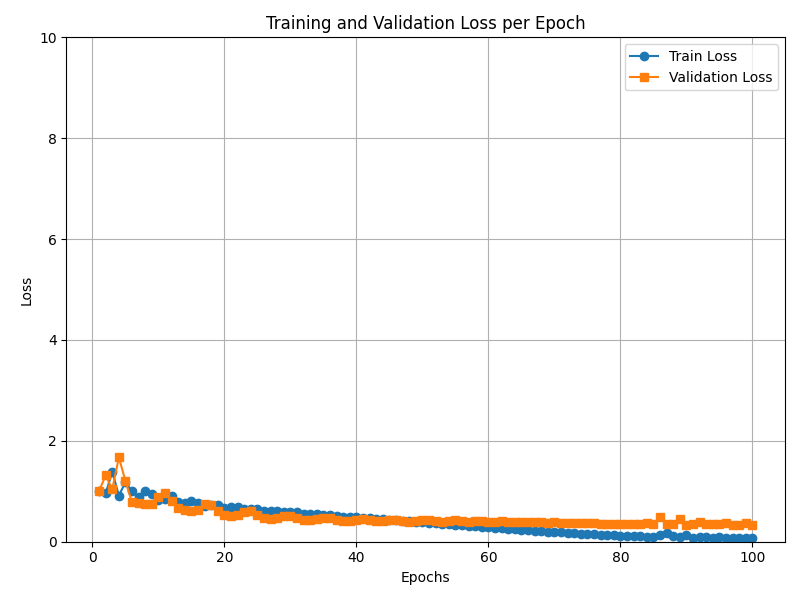 Training and Validation Loss per Epoch
Train Loss
Validation Loss
Loss
10
8
6
4
2
0
0 20 40 60 80 100
Epochs